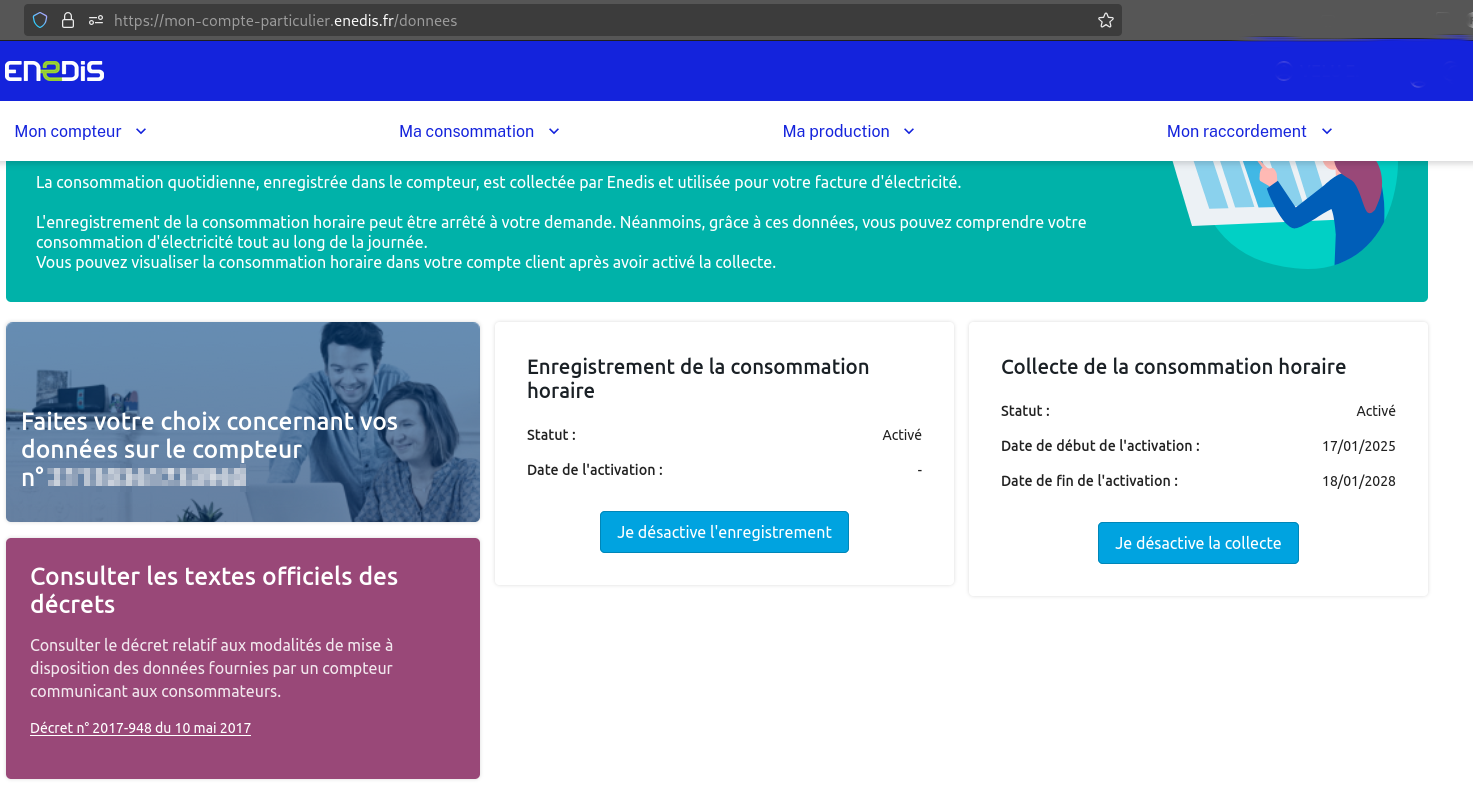 https://mon-compte-particulier.enedis.fr/donnees
ENEDIS
Mon compteur
Ma consommation
Ma production
Mon raccordement
La consommation quotidienne, enregistrée dans le compteur, est collectée par Enedis et utilisée pour votre facture d'électricité.
L'enregistrement de la consommation horaire peut être arrêté à votre demande. Néanmoins, grâce à ces données, vous pouvez comprendre votre
consommation d'électricité tout au long de la journée.
Vous pouvez visualiser la consommation horaire dans votre compte client après avoir activé la collecte.
Faites votre choix concernant vos
données sur le compteur
n°
Consulter les textes officiels des
décrets
Consulter le décret relatif aux modalités de mise à
disposition des données fournies par un compteur
communicant aux consommateurs.
Décret n° 2017-948 du 10 mai 2017
Enregistrement de la consommation
horaire
Statut : Activé
Date de l'activation : -
Je désactive l'enregistrement
Collecte de la consommation horaire
Statut : Activé
Date de début de l'activation : 17/01/2025
Date de fin de l'activation : 18/01/2028
Je désactive la collecte